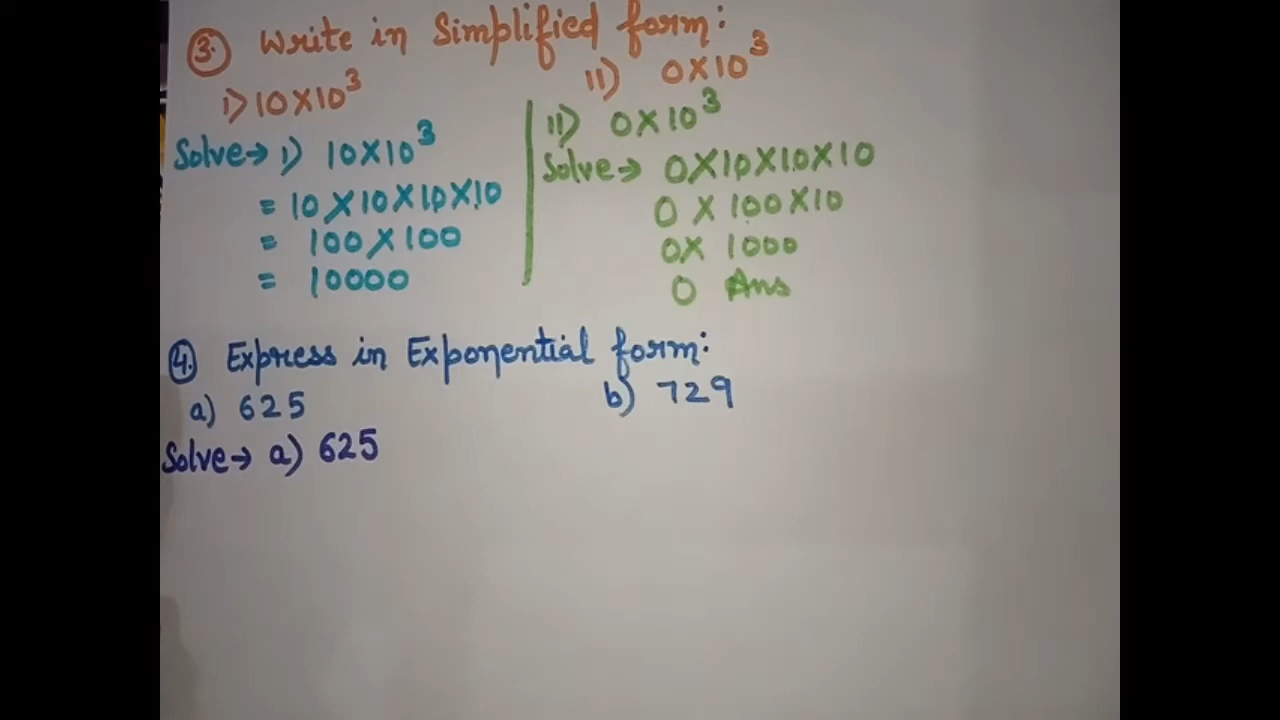 3. Write in Simplified form:
i) 10×10³ ii) 0×10³
Solve→ i) 10×10³
= 10×10×10×10
= 100×100
= 10000
ii) 0×10³
Solve→ 0×10×10×10
0×100×10
0×1000
0 Ans
4. Express in Exponential form:
a) 625 b) 729
Solve→ a) 625